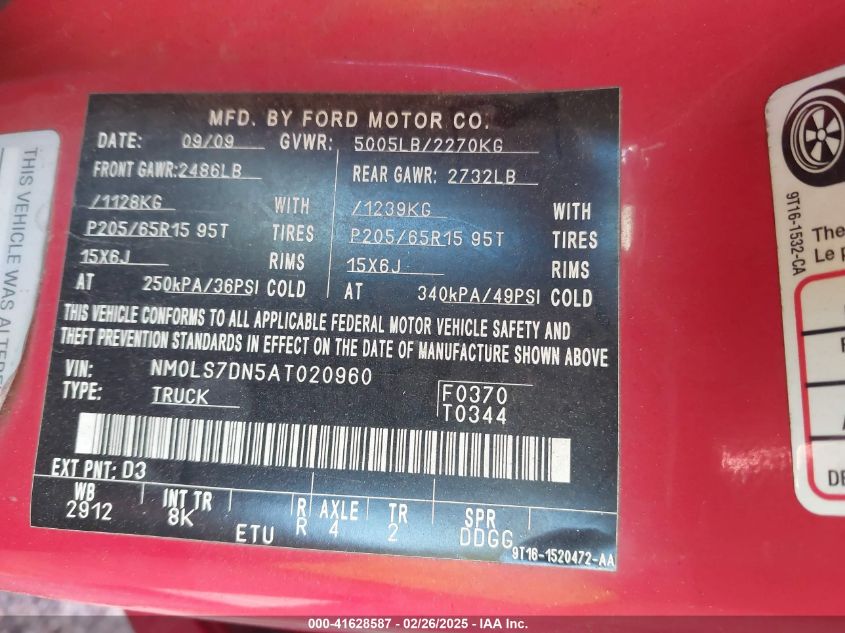 MFD. BY FORD MOTOR CO.
DATE: 09/09 GVWR: 5005LB/2270KG
FRONT GAWR: 2486LB REAR GAWR: 2732LB
/1128KG WITH /1239KG WITH
P205/65R15 95T TIRES P205/65R15 95T TIRES
15X6J RIMS 15X6J RIMS
AT 250kPA/36PSI COLD AT 340kPA/49PSI COLD
THIS VEHICLE CONFORMS TO ALL APPLICABLE FEDERAL MOTOR VEHICLE SAFETY AND
THEFT PREVENTION STANDARDS IN EFFECT ON THE DATE OF MANUFACTURE SHOWN ABOVE
VIN: NM0LS7DN5AT020960
TYPE: TRUCK
F0370
T0344
EXT PNT: D3
WB INT TR R AXLE TR SPR
2912 8K R 4 2 DDGG
ETU
9T16-1520472-AA
THIS VEHICLE WAS ALTERE
9T16-1532-CA
The
Le p
DE
000-41628587 - 02/26/2025 - IAA Inc.